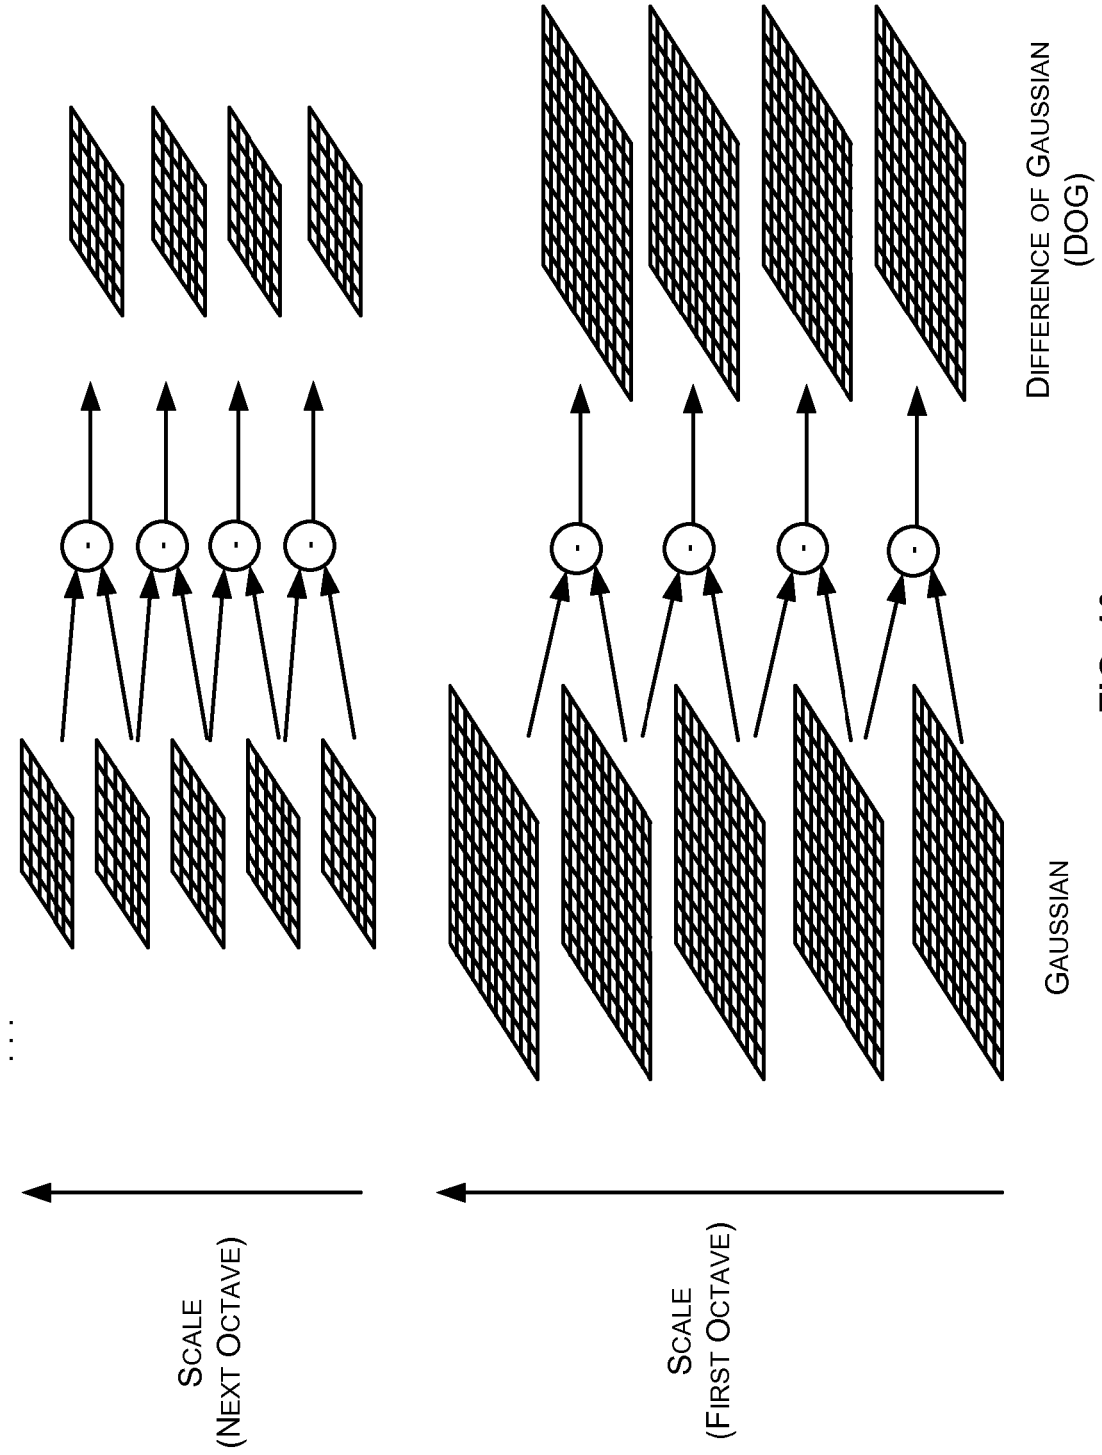 . . .
SCALE
(NEXT OCTAVE)
SCALE
(FIRST OCTAVE)
GAUSSIAN
DIFFERENCE OF GAUSSIAN
(DOG)